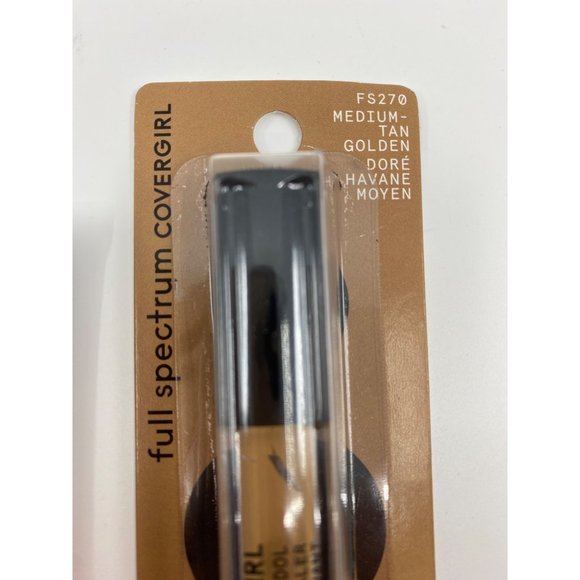 FS270
MEDIUM-
TAN
GOLDEN
DORÉ
HAVANE
MOYEN
full spectrum COVERGIRL